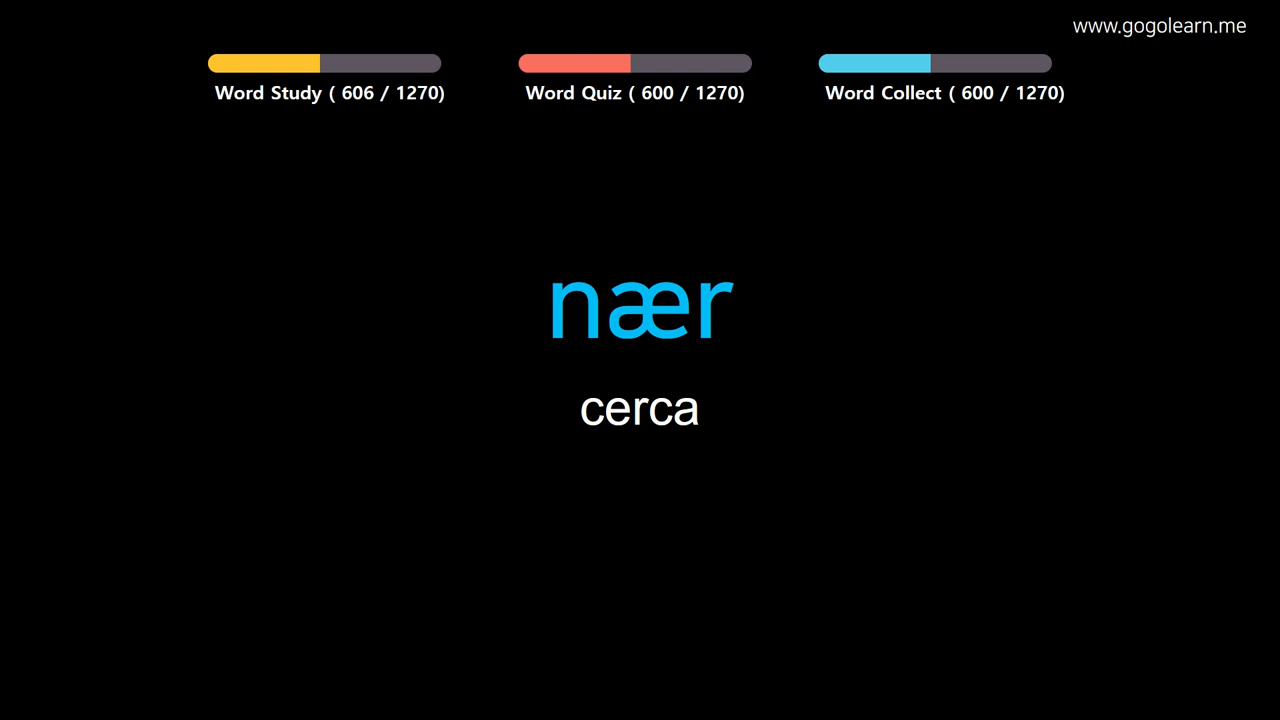 www.gogolearn.me
Word Study ( 606 / 1270)
Word Quiz ( 600 / 1270)
Word Collect ( 600 / 1270)
nær
cerca